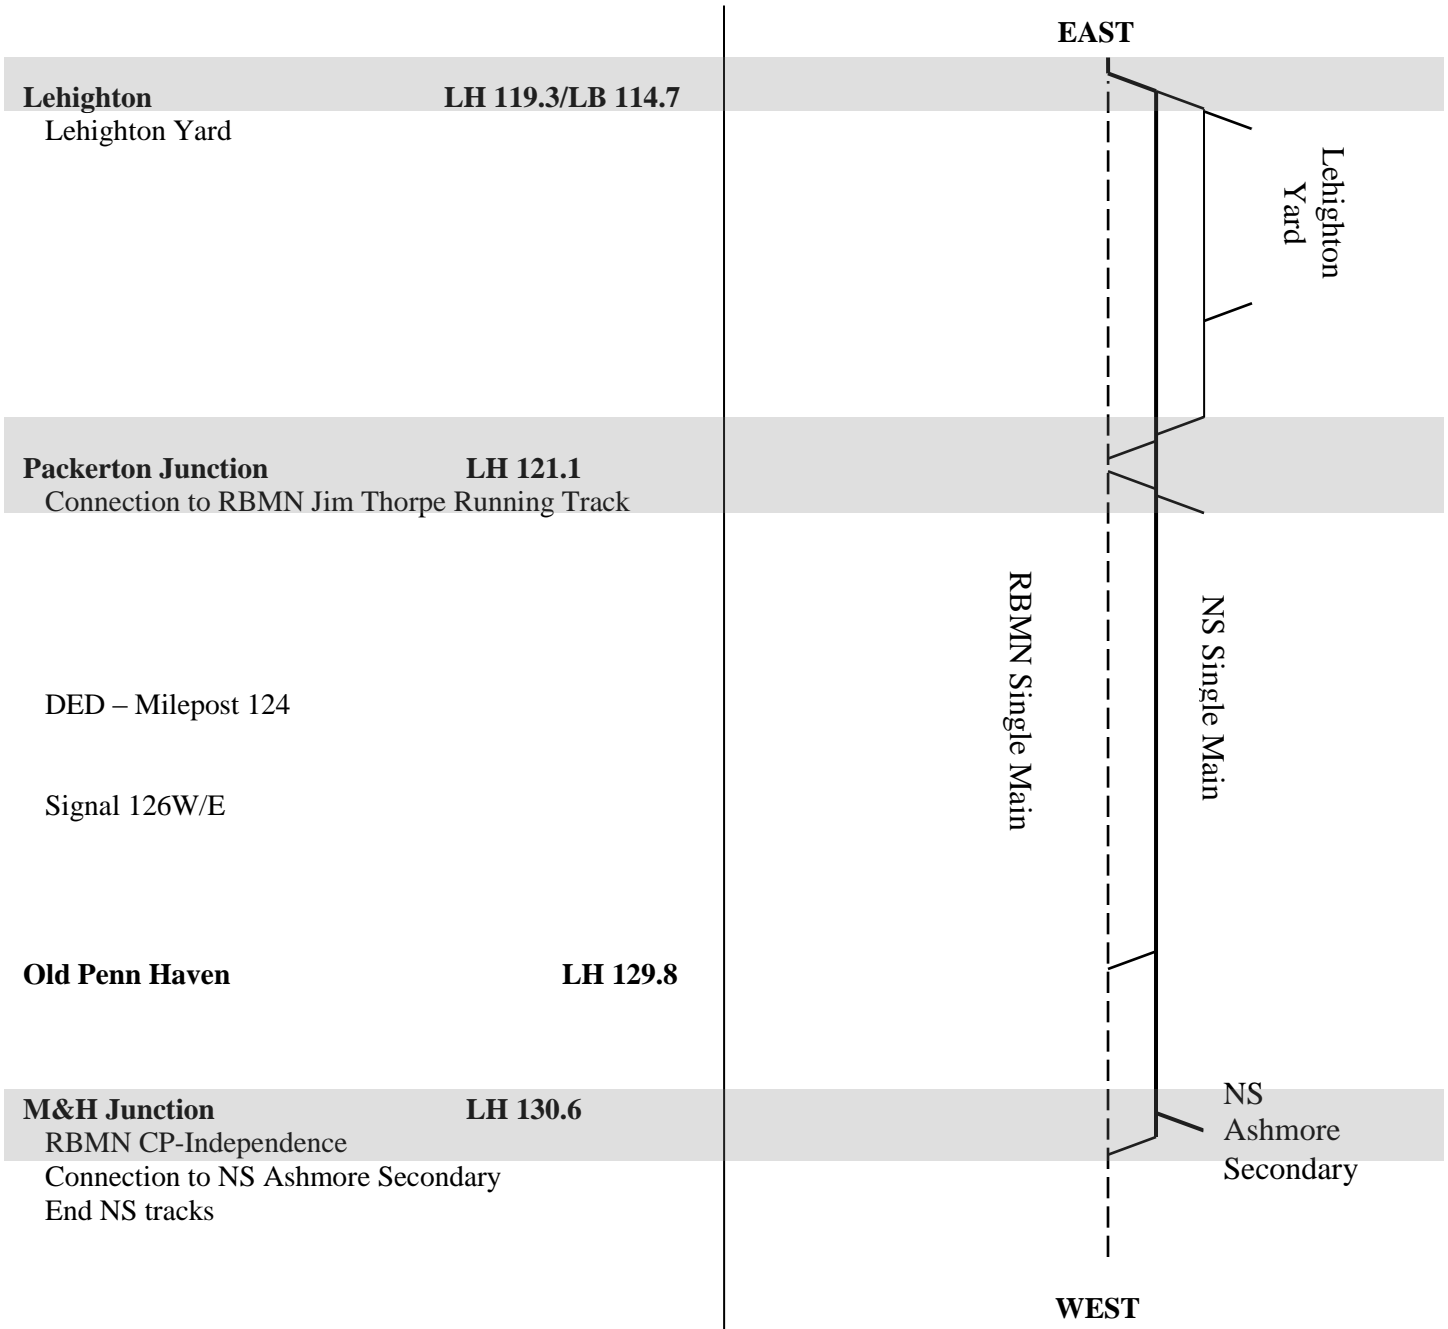 EAST
Lehighton LH 119.3/LB 114.7
Lehighton Yard
Lehighton
Yard
Packerton Junction LH 121.1
Connection to RBMN Jim Thorpe Running Track
RBMN Single Main
NS Single Main
DED – Milepost 124
Signal 126W/E
Old Penn Haven LH 129.8
M&H Junction LH 130.6
RBMN CP-Independence
Connection to NS Ashmore Secondary
End NS tracks
NS
Ashmore
Secondary
WEST